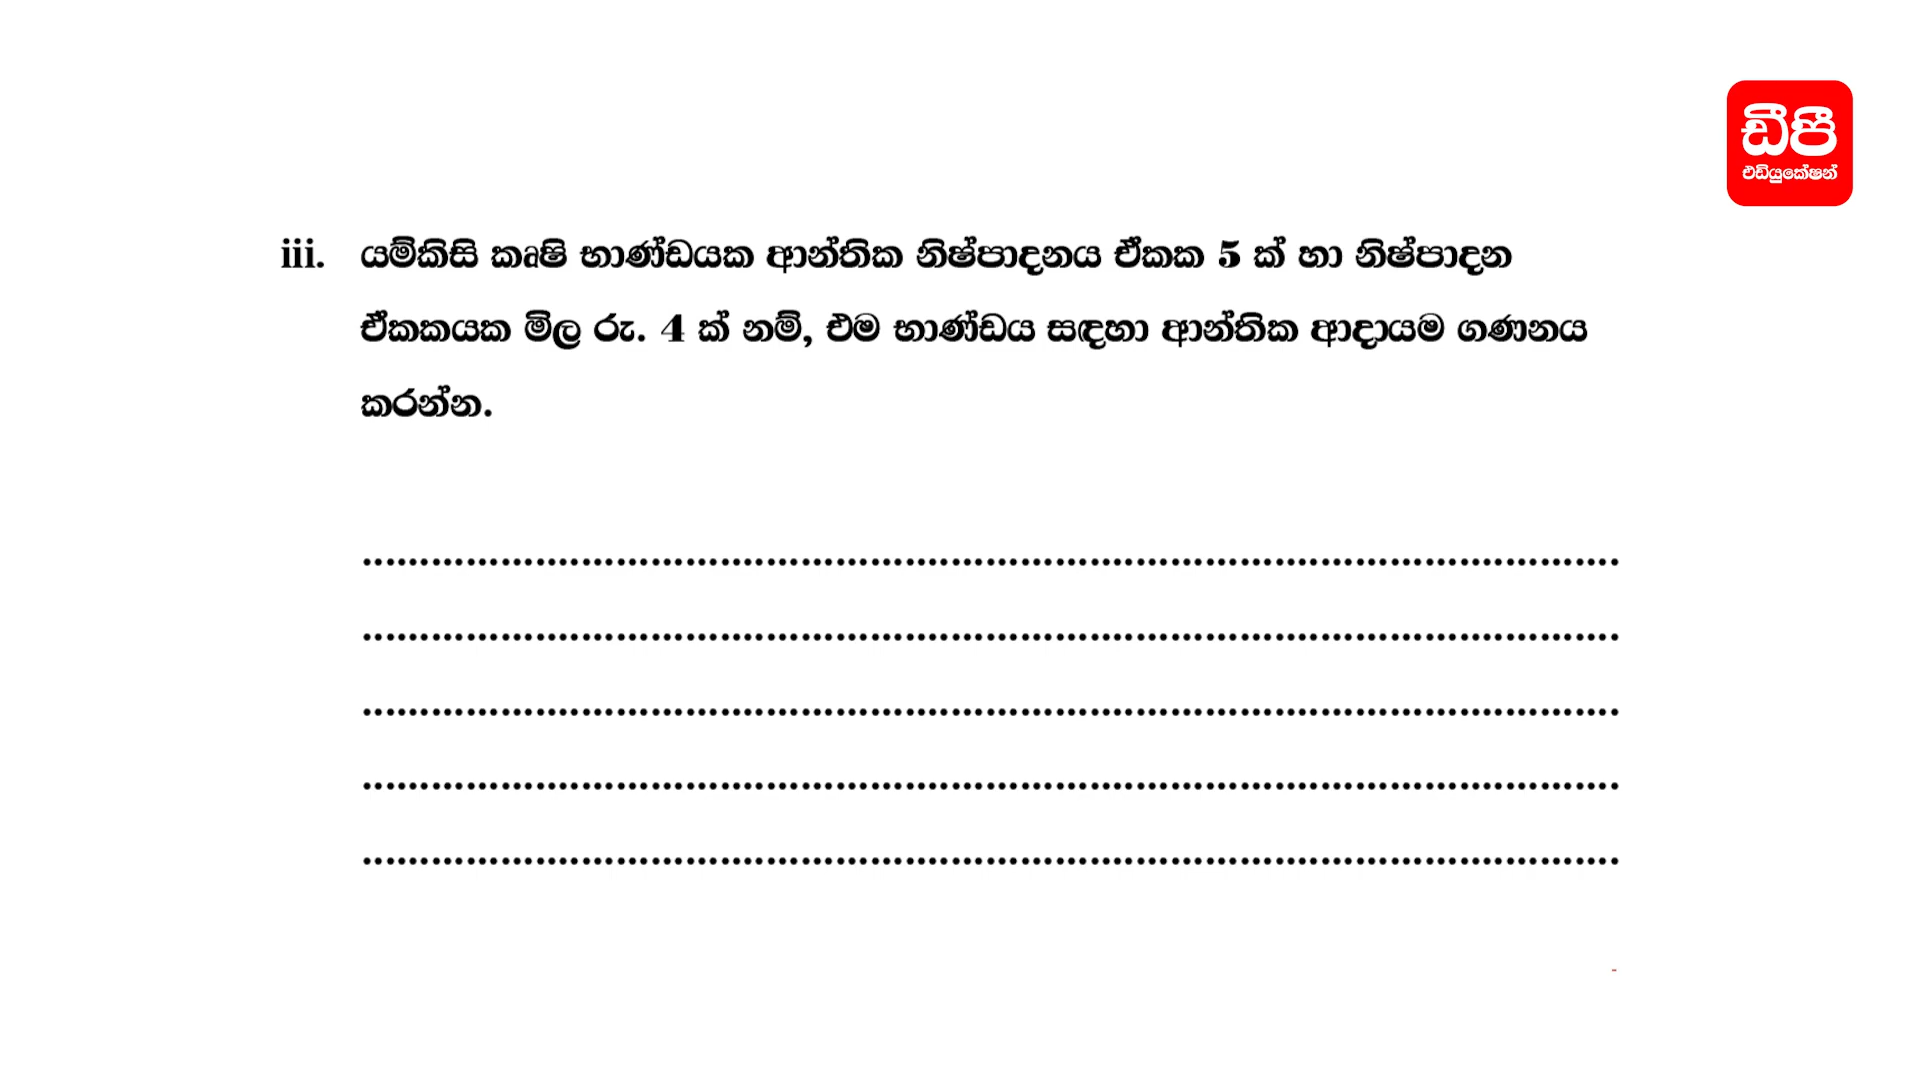 ඩීපී
එඩියුකේෂන්
iii. යම්කිසි කෘෂි භාණ්ඩයක ආන්තික නිෂ්පාදනය ඒකක 5 ක් හා නිෂ්පාදන
ඒකකයක මිල රු. 4 ක් නම්, එම භාණ්ඩය සඳහා ආන්තික ආදායම ගණනය
කරන්න.